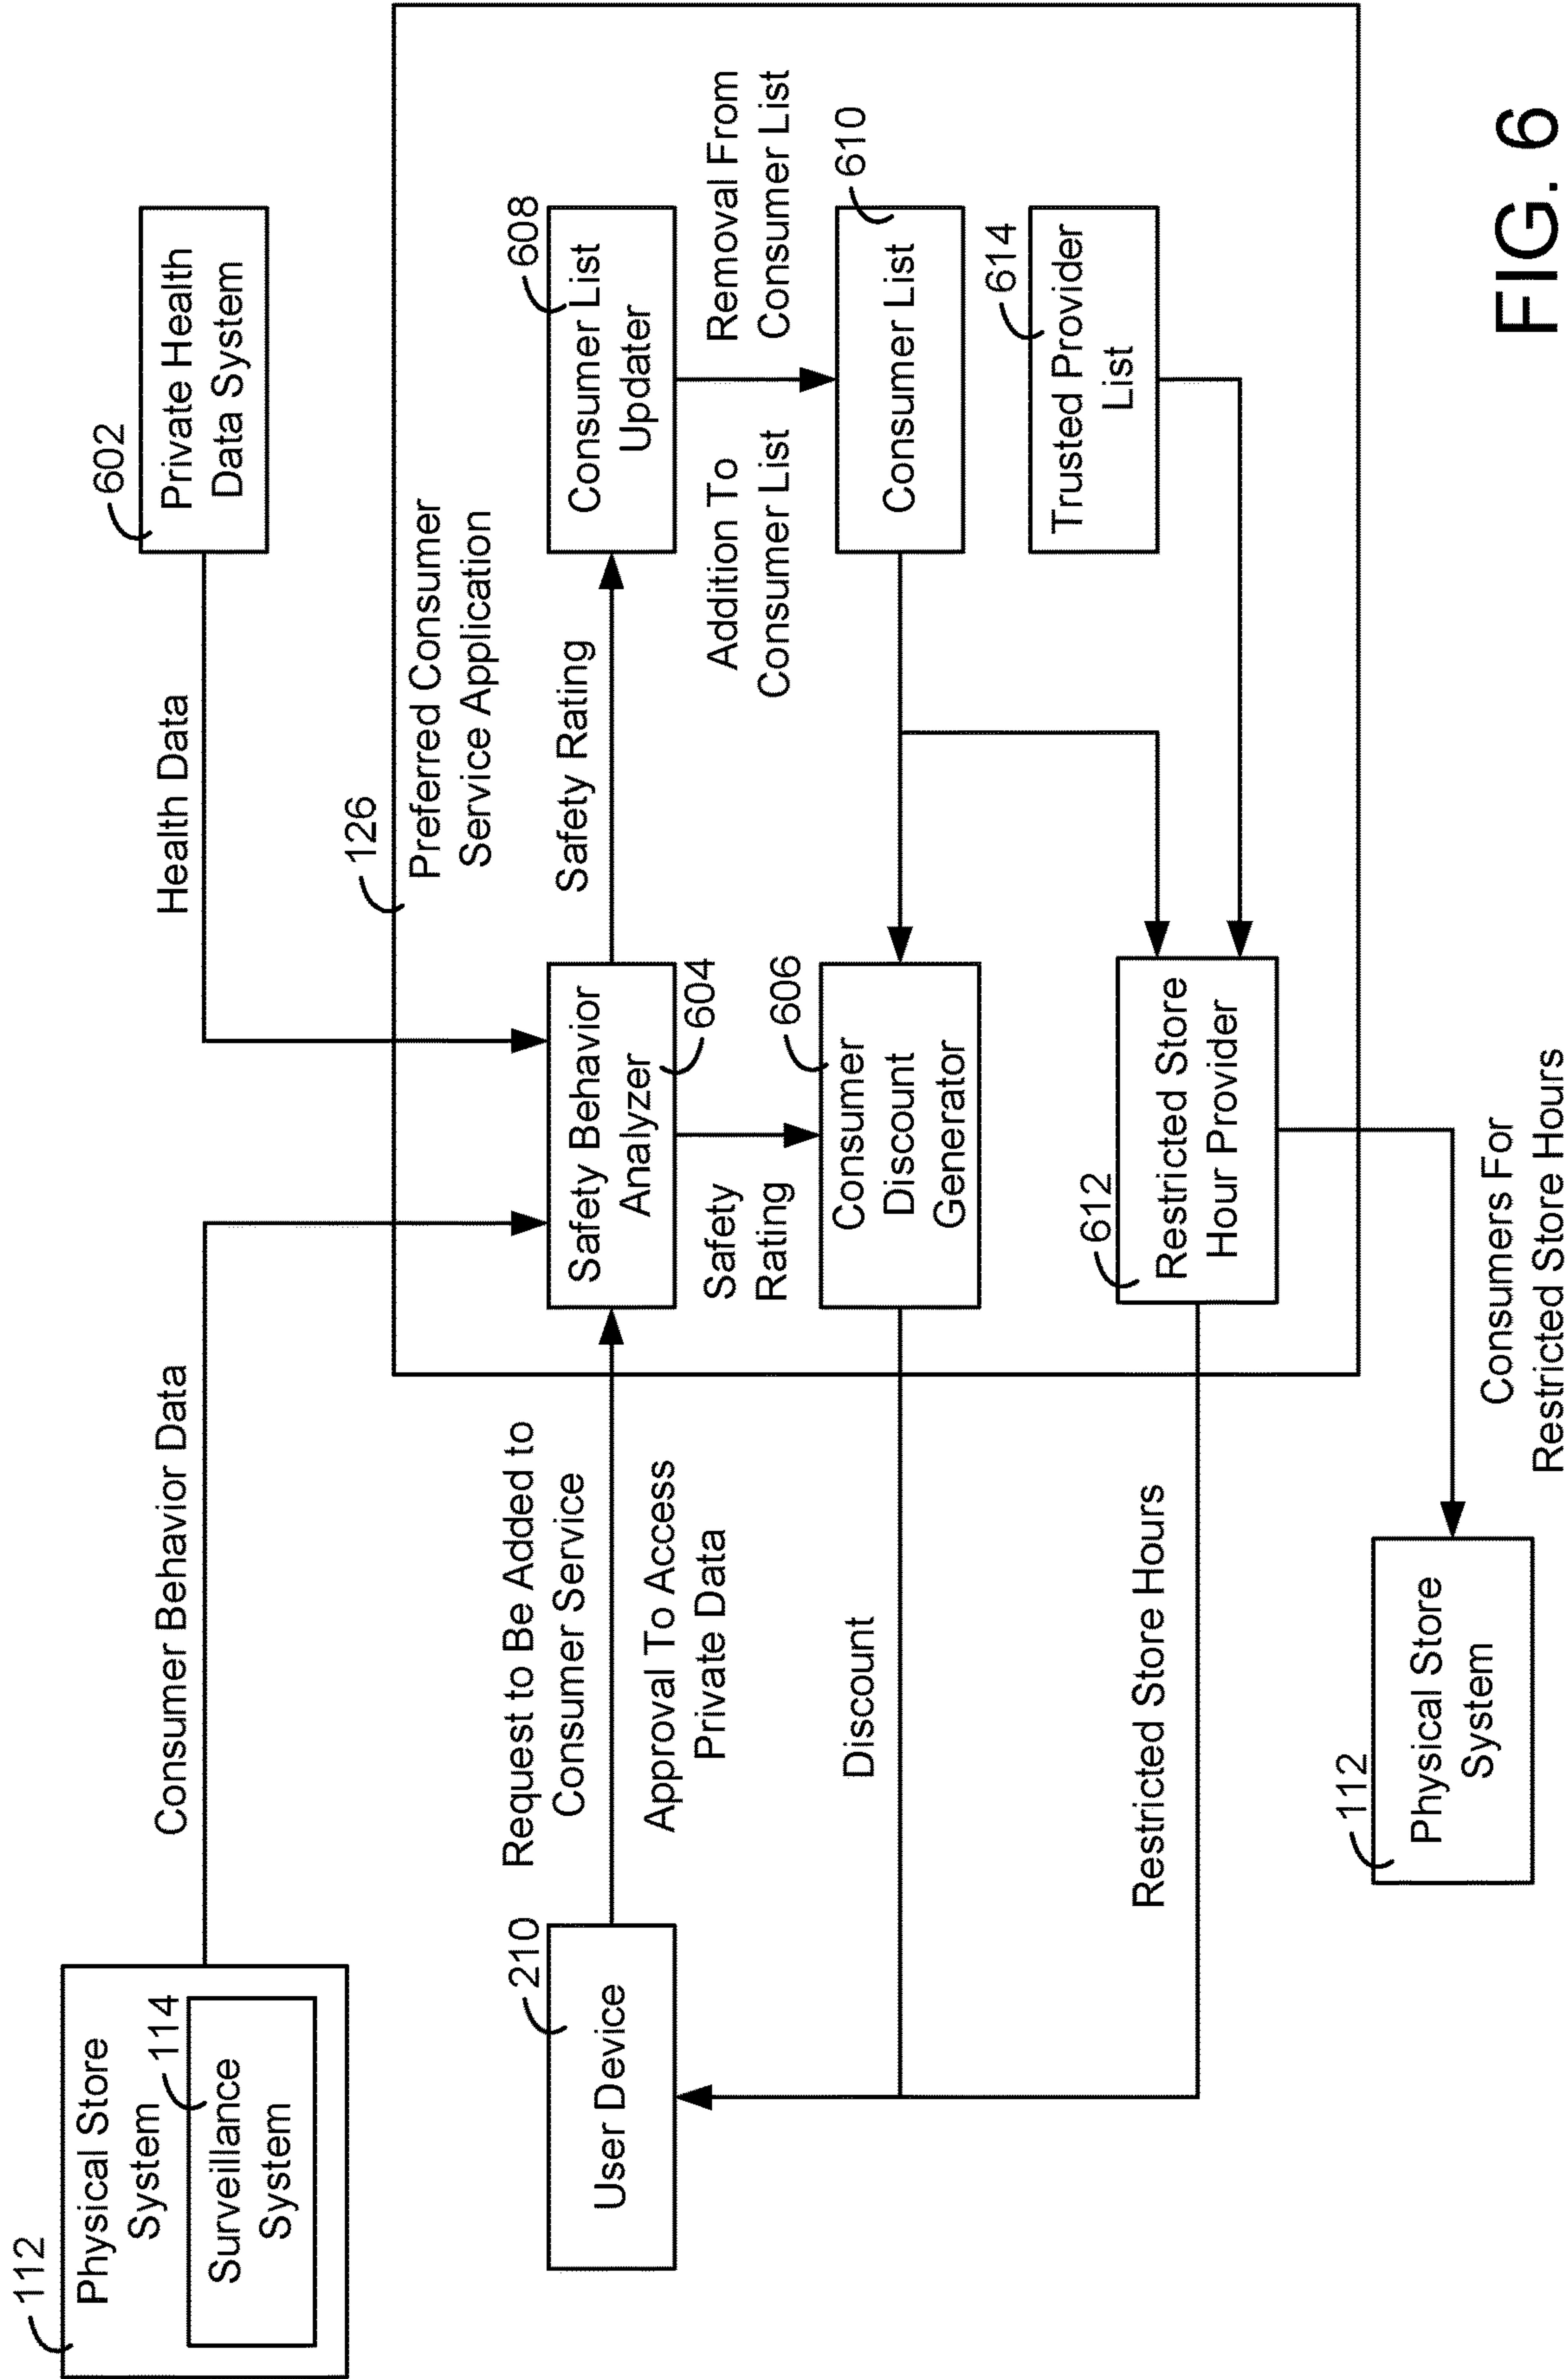 112
Physical Store
System
114
Surveillance
System
Consumer Behavior Data
Health Data
602
Private Health
Data System
126
Preferred Consumer
Service Application
210
User Device
Request to Be Added to
Consumer Service
Approval To Access
Private Data
Safety Behavior
Analyzer
604
Safety Rating
608
Consumer List
Updater
Safety
Rating
Addition To
Consumer List
Removal From
Consumer List
Discount
606
Consumer
Discount
Generator
610
Consumer List
614
Trusted Provider
List
Restricted Store Hours
612
Restricted Store
Hour Provider
112
Physical Store
System
Consumers For
Restricted Store Hours
FIG. 6